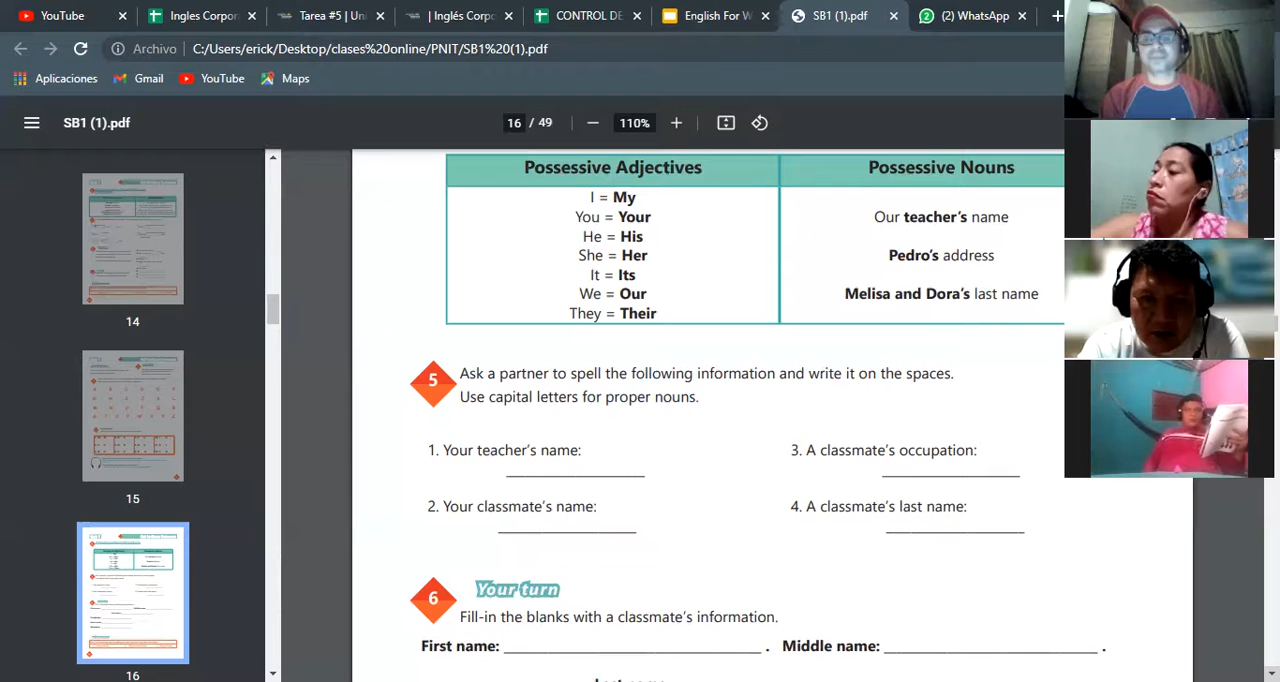 YouTube
Ingles Corpor
Tarea #5 | Uni
| Inglés Corpo
CONTROL DE
English For W
SB1 (1).pdf
(2) WhatsApp
Archivo
C:/Users/erick/Desktop/clases%20online/PNIT/SB1%20(1).pdf
Aplicaciones
Gmail
YouTube
Maps
SB1 (1).pdf
16 / 49
110%
14
15
16
Possessive Adjectives
I = My
You = Your
He = His
She = Her
It = Its
We = Our
They = Their
Possessive Nouns
Our teacher's name
Pedro's address
Melisa and Dora's last name
5
Ask a partner to spell the following information and write it on the spaces.
Use capital letters for proper nouns.
1. Your teacher's name:
2. Your classmate's name:
3. A classmate's occupation:
4. A classmate's last name:
6
Your turn
Fill-in the blanks with a classmate's information.
First name: . Middle name: .